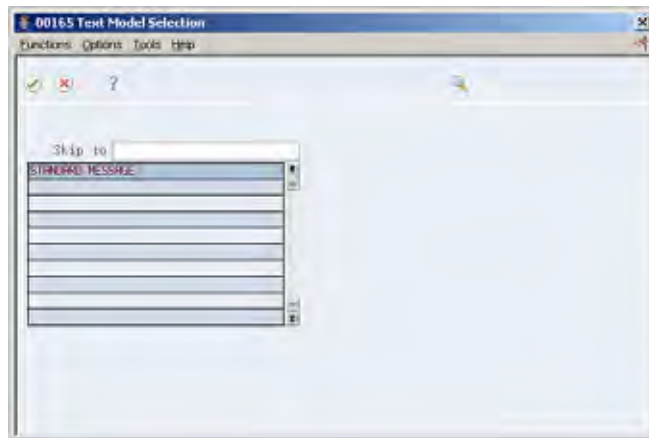 00165 Text Model Selection
Functions Options Tools Help
?
Skip to
STANDARD MESSAGE